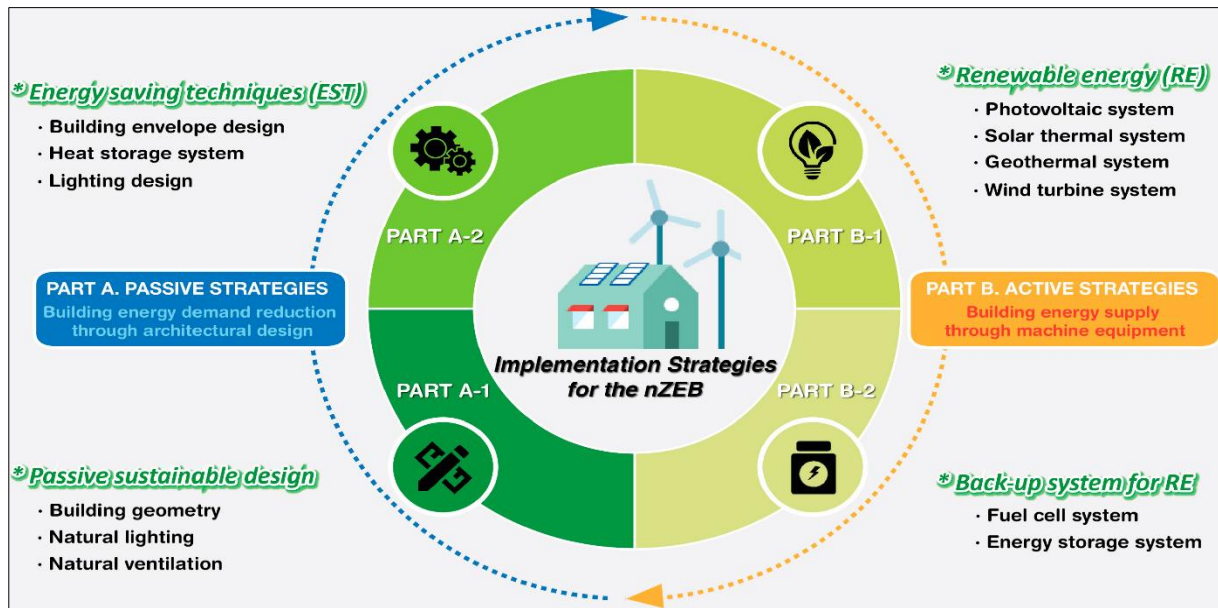 * Energy saving techniques (EST)
· Building envelope design
· Heat storage system
· Lighting design
* Renewable energy (RE)
· Photovoltaic system
· Solar thermal system
· Geothermal system
· Wind turbine system
PART A-2
PART B-1
PART A. PASSIVE STRATEGIES
Building energy demand reduction
through architectural design
PART B. ACTIVE STRATEGIES
Building energy supply
through machine equipment
Implementation Strategies
for the nZEB
PART A-1
PART B-2
* Passive sustainable design
· Building geometry
· Natural lighting
· Natural ventilation
* Back-up system for RE
· Fuel cell system
· Energy storage system